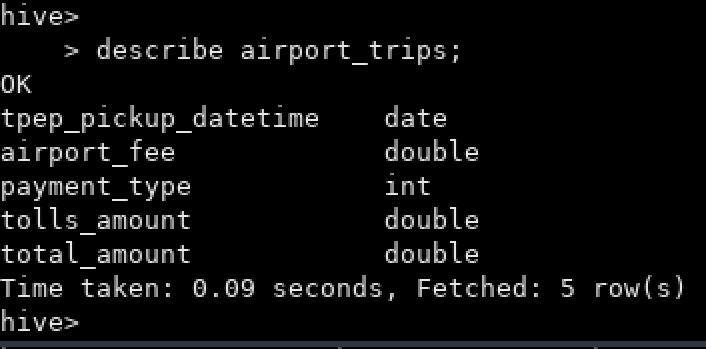 hive>
    > describe airport_trips;
OK
tpep_pickup_datetime    date
airport_fee             double
payment_type            int
tolls_amount            double
total_amount            double
Time taken: 0.09 seconds, Fetched: 5 row(s)
hive>